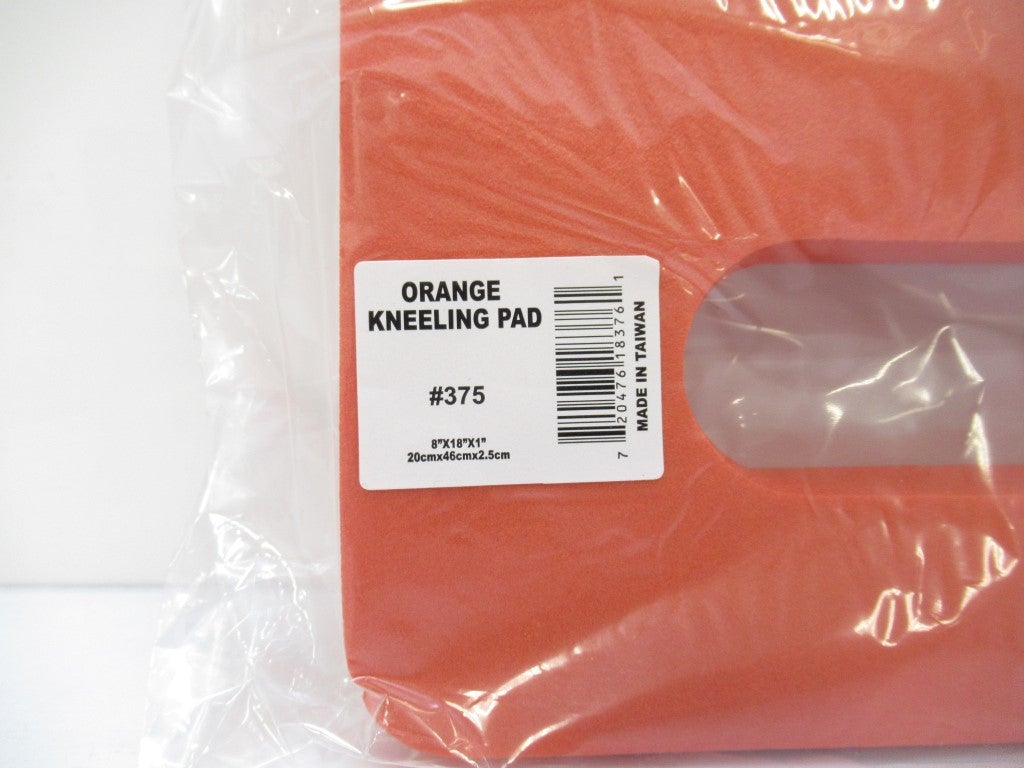 ORANGE
KNEELING PAD
#375
8"X18"X1"
20cmx46cmx2.5cm
7 20476 18376 1
MADE IN TAIWAN